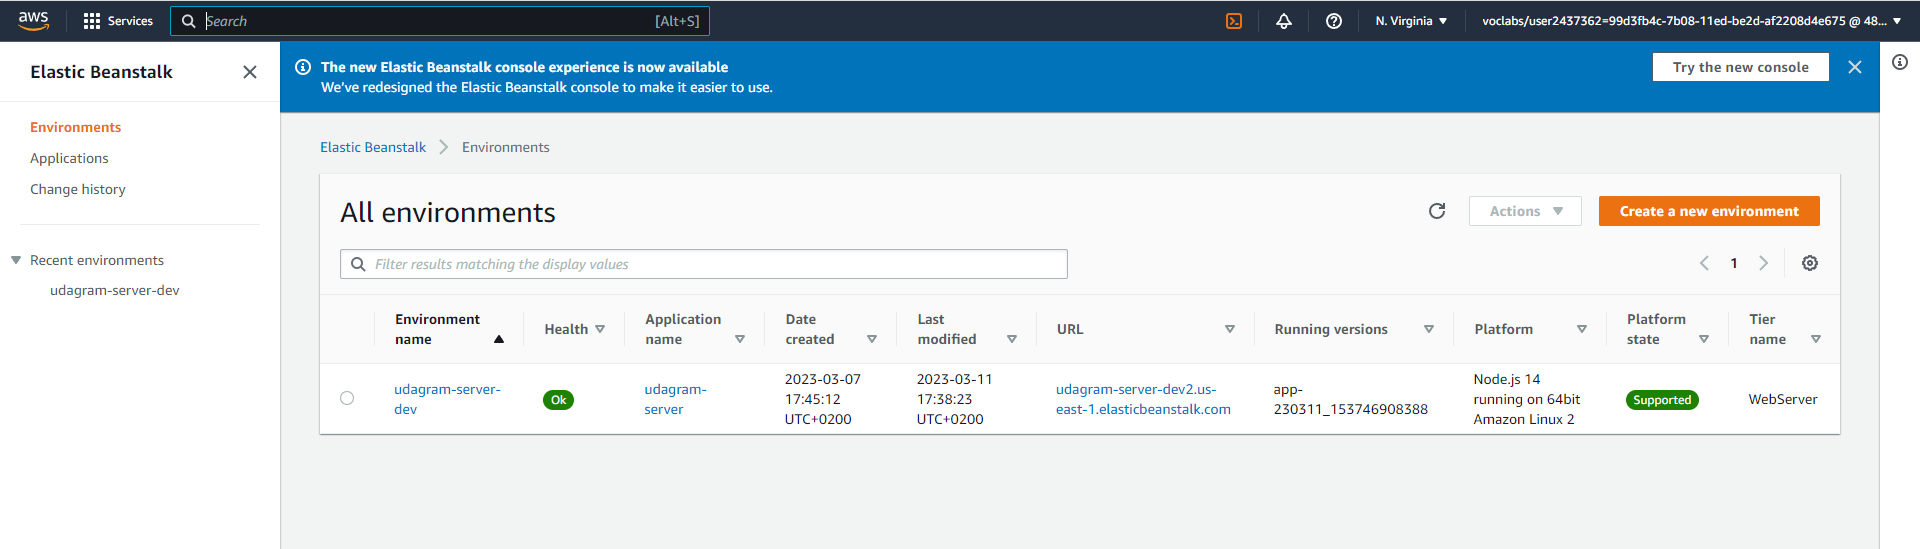 aws
Services
Search
[Alt+S]
N. Virginia
voclabs/user2437362=99d3fb4c-7b08-11ed-be2d-af2208d4e675 @ 48...
Elastic Beanstalk
Environments
Applications
Change history
Recent environments
udagram-server-dev
The new Elastic Beanstalk console experience is now available
We've redesigned the Elastic Beanstalk console to make it easier to use.
Try the new console
Elastic Beanstalk
Environments
All environments
Actions
Create a new environment
Filter results matching the display values
1
Environment
name
Health
Application
name
Date
created
Last
modified
URL
Running versions
Platform
Platform
state
Tier
name
udagram-server-
dev
Ok
udagram-
server
2023-03-07
17:45:12
UTC+0200
2023-03-11
17:38:23
UTC+0200
udagram-server-dev2.us-
east-1.elasticbeanstalk.com
app-
230311_153746908388
Node.js 14
running on 64bit
Amazon Linux 2
Supported
WebServer